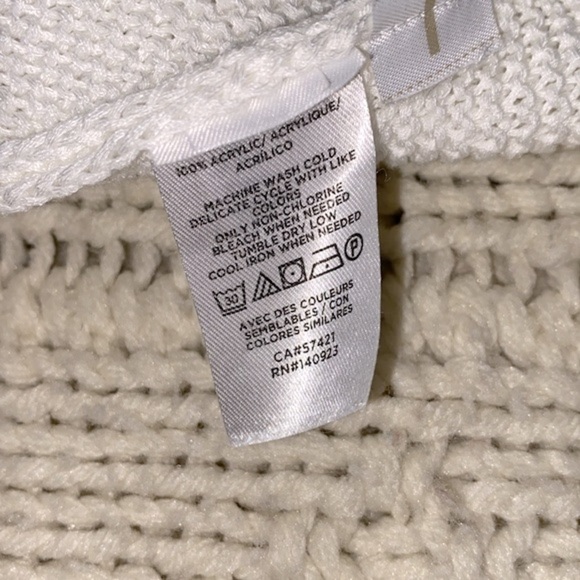 100% ACRYLIC/ ACRYLIQUE/
ACRÍLICO
MACHINE WASH COLD
DELICATE CYCLE WITH LIKE
COLORS
ONLY NON-CHLORINE
BLEACH WHEN NEEDED
TUMBLE DRY LOW
COOL IRON WHEN NEEDED
30 P
AVEC DES COULEURS
SEMBLABLES / CON
COLORES SIMILARES
CA#57421
RN#140923